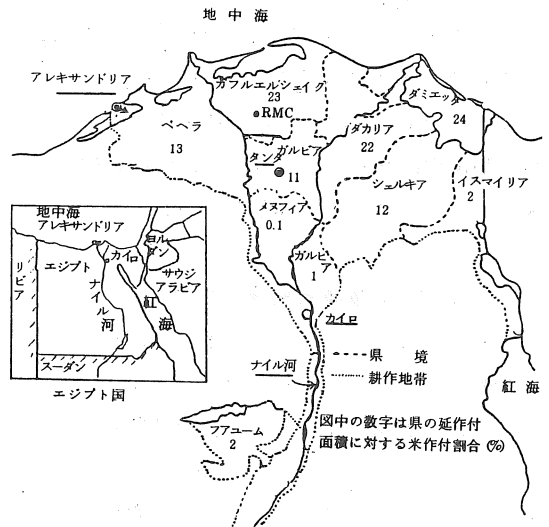 地中海
アレキサンドリア
カフルエルシェイク
23
RMC
ダミエッタ
24
ベヘラ
13
ダカリア
22
タンタ
ガルビア
11
シェルキア
12
イスマイリア
2
メヌフィア
0.1
ガルビア
1
カイロ
地中海
アレキサンドリア
ヨルダン
カイロ
エジプト
リビア
サウジ
アラビア
ナイル河
紅海
スーダン
エジプト国
県境
耕作地帯
ナイル河
紅海
図中の数字は県の延作付
面積に対する米作付割合(%)
フアユーム
2